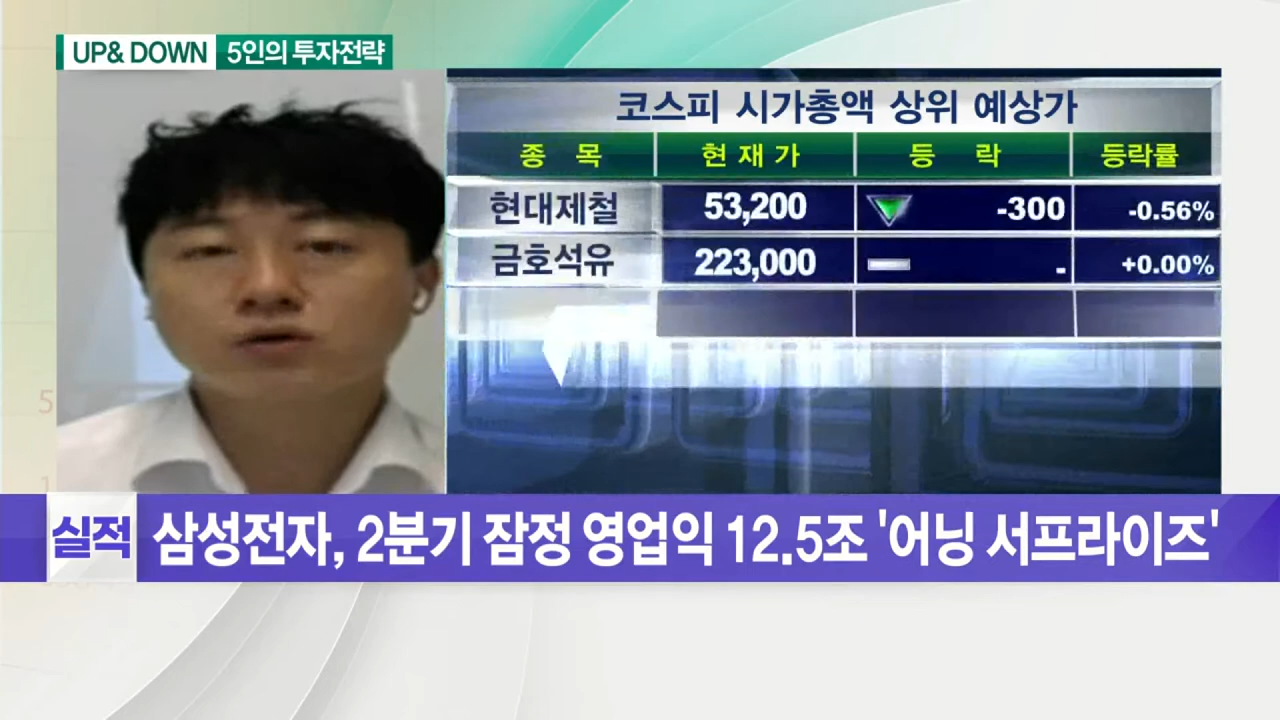 UP& DOWN 5인의 투자전략
코스피 시가총액 상위 예상가
종 목 현 재 가 등 락 등락률
현대제철 53,200 -300 -0.56%
금호석유 223,000 - +0.00%
5
1
실적 삼성전자, 2분기 잠정 영업익 12.5조 '어닝 서프라이즈'